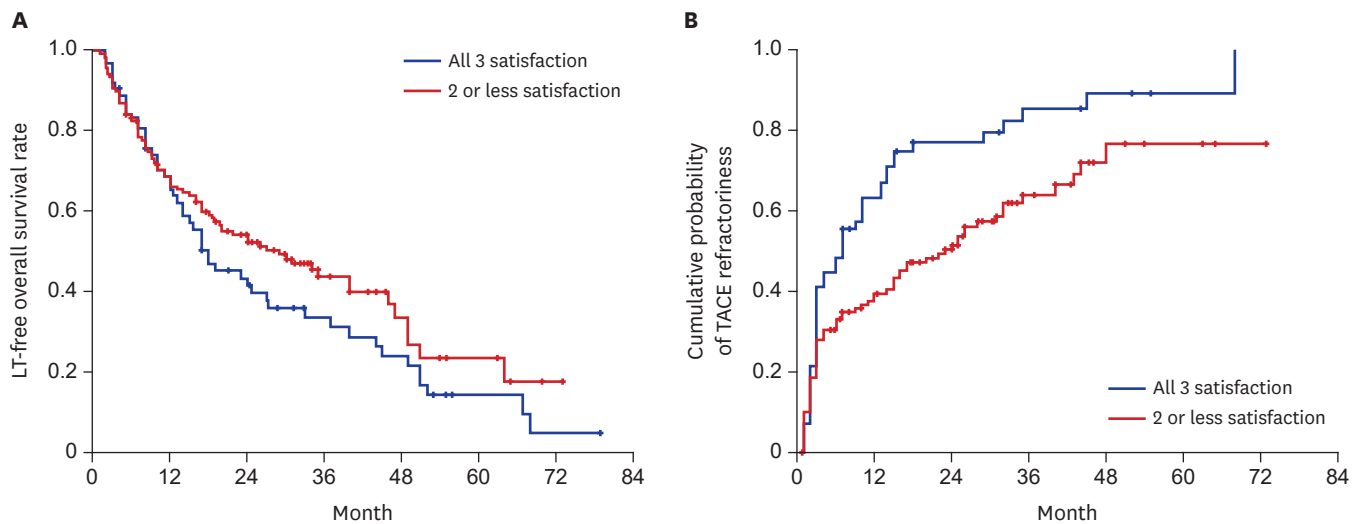 A
LT-free overall survival rate
1.0
0.8
0.6
0.4
0.2
0
All 3 satisfaction
2 or less satisfaction
0 12 24 36 48 60 72 84
Month
B
Cumulative probability
of TACE refractoriness
1.0
0.8
0.6
0.4
0.2
0
All 3 satisfaction
2 or less satisfaction
0 12 24 36 48 60 72 84
Month